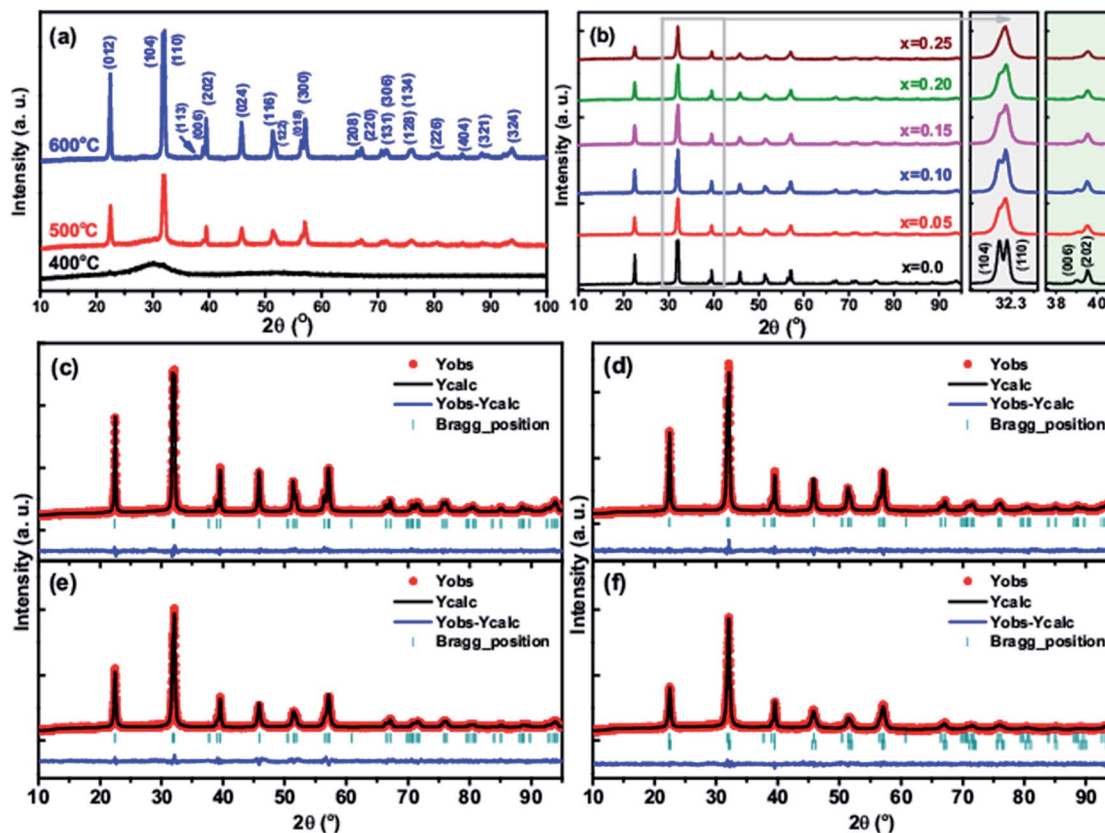 (a)
(012)
(104)
(110)
(113)
(006)
(202)
(024)
(116)
(122)
(018)
(300)
(208)
(220)
(131)
(306)
(128)
(134)
(226)
(404)
(321)
(324)
600°C
500°C
400°C
Intensity (a. u.)
10 20 30 40 50 60 70 80 90 100
2θ (°)
(b)
x=0.25
x=0.20
x=0.15
x=0.10
x=0.05
x=0.0
(104)
(110)
(006)
(202)
Intensity (a. u.)
10 20 30 40 50 60 70 80 90
32.3
38 40
2θ (°)
(c)
Yobs
Ycalc
Yobs-Ycalc
Bragg_position
(d)
Yobs
Ycalc
Yobs-Ycalc
Bragg_position
(e)
Yobs
Ycalc
Yobs-Ycalc
Bragg_position
Intensity (a. u.)
10 20 30 40 50 60 70 80 90
2θ (°)
(f)
Yobs
Ycalc
Yobs-Ycalc
Bragg_position
Intensity (a. u.)
10 20 30 40 50 60 70 80 90
2θ (°)